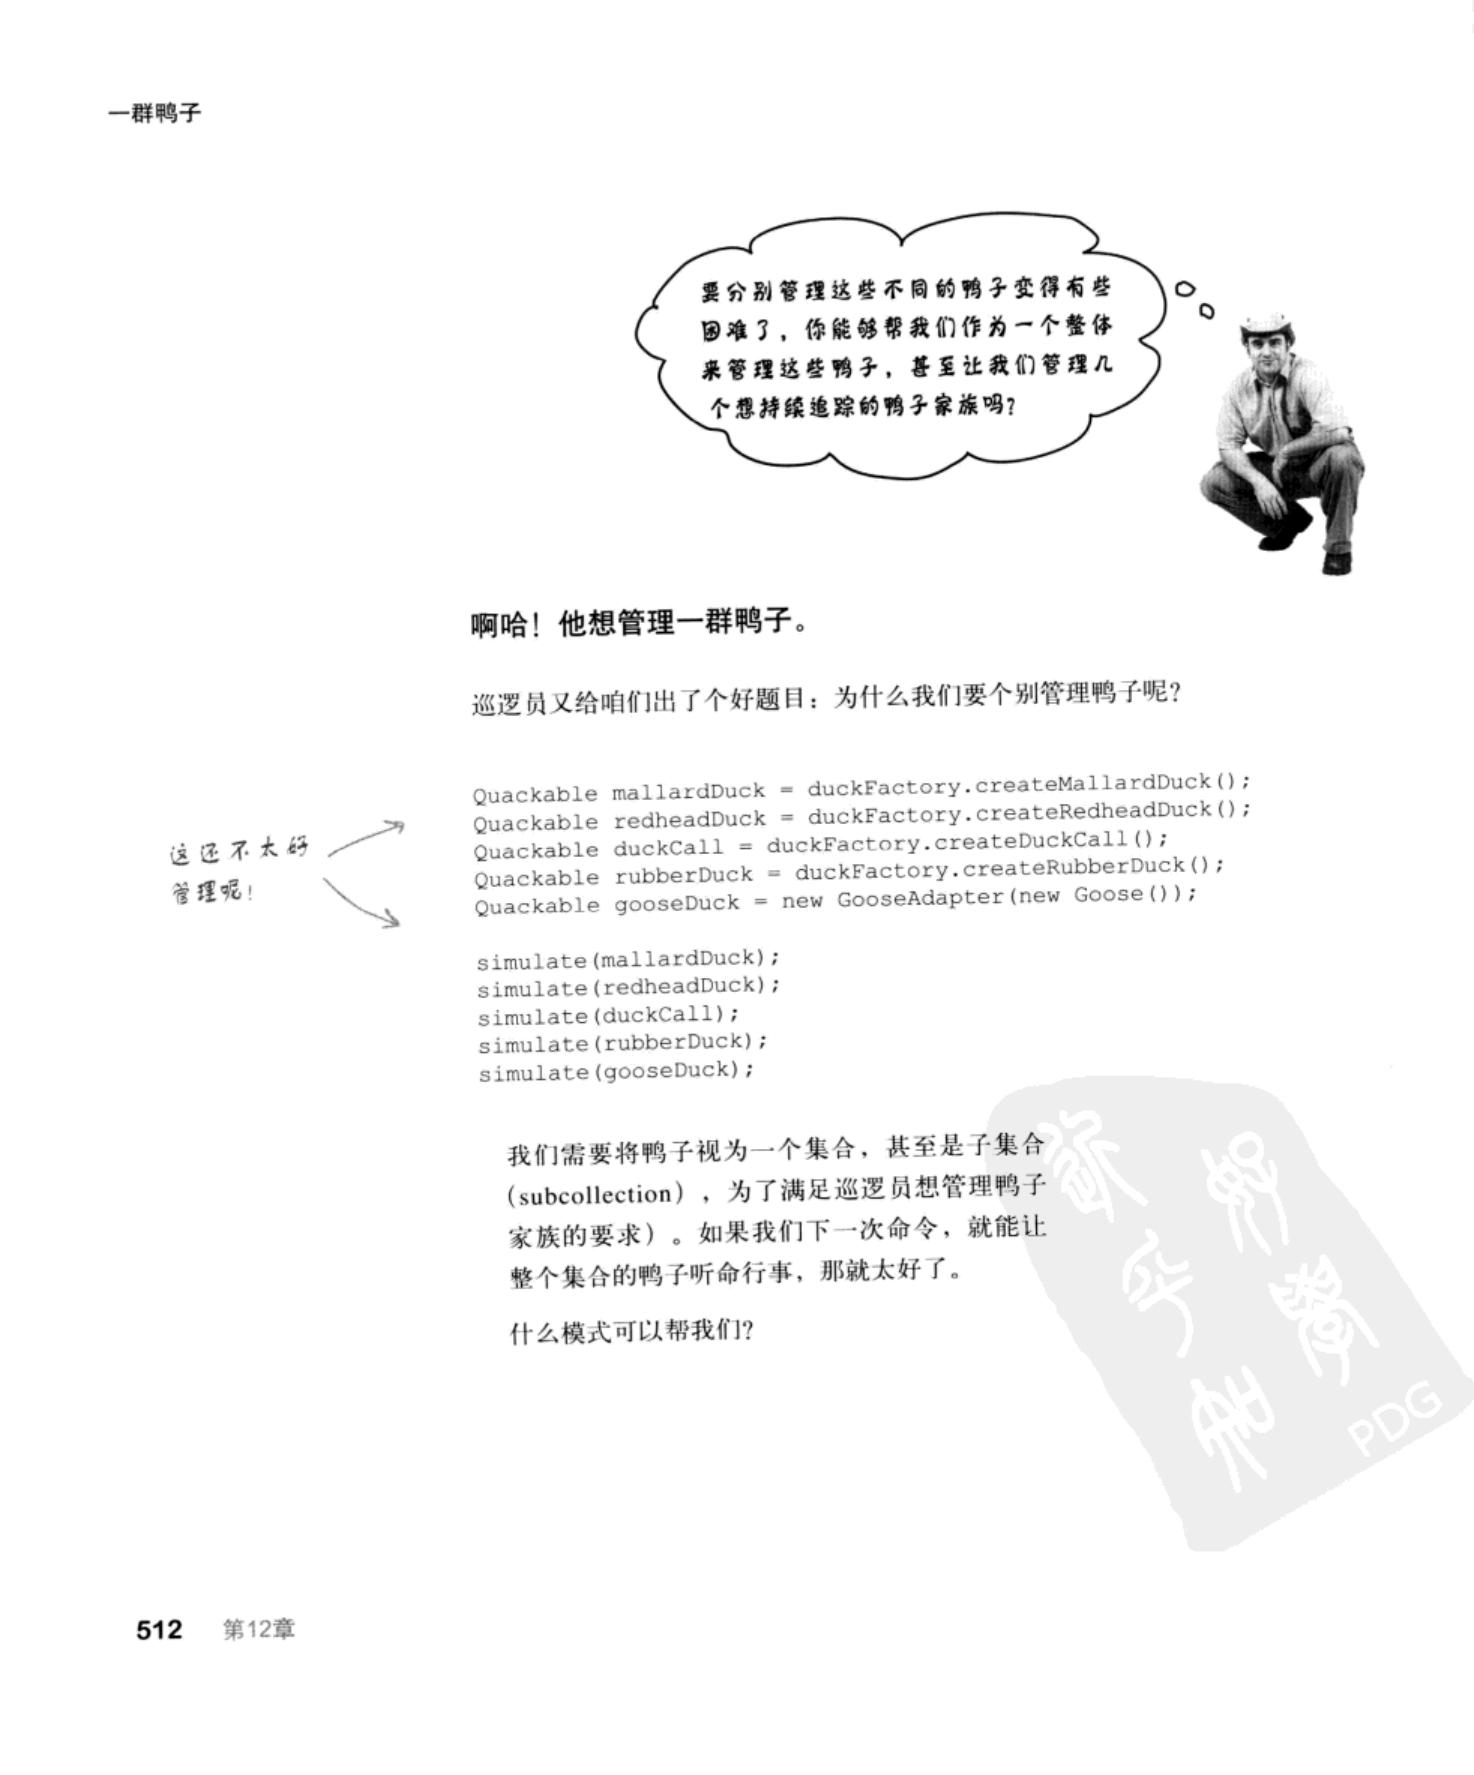 一群鸭子
要分别管理这些不同的鸭子变得有些
困难了，你能够帮我们作为一个整体
来管理这些鸭子，甚至让我们管理几
个想持续追踪的鸭子家族吗？
啊哈！他想管理一群鸭子。
巡逻员又给咱们出了个好题目：为什么我们要个别管理鸭子呢？
这还不太好
管理呢！
Quackable mallardDuck = duckFactory.createMallardDuck();
Quackable redheadDuck = duckFactory.createRedheadDuck();
Quackable duckCall = duckFactory.createDuckCall();
Quackable rubberDuck = duckFactory.createRubberDuck();
Quackable gooseDuck = new GooseAdapter(new Goose());
simulate(mallardDuck);
simulate(redheadDuck);
simulate(duckCall);
simulate(rubberDuck);
simulate(gooseDuck);
我们需要将鸭子视为一个集合，甚至是子集合
（subcollection），为了满足巡逻员想管理鸭子
家族的要求）。如果我们下一次命令，就能让
整个集合的鸭子听命行事，那就太好了。
什么模式可以帮我们？
PDG
512 第12章